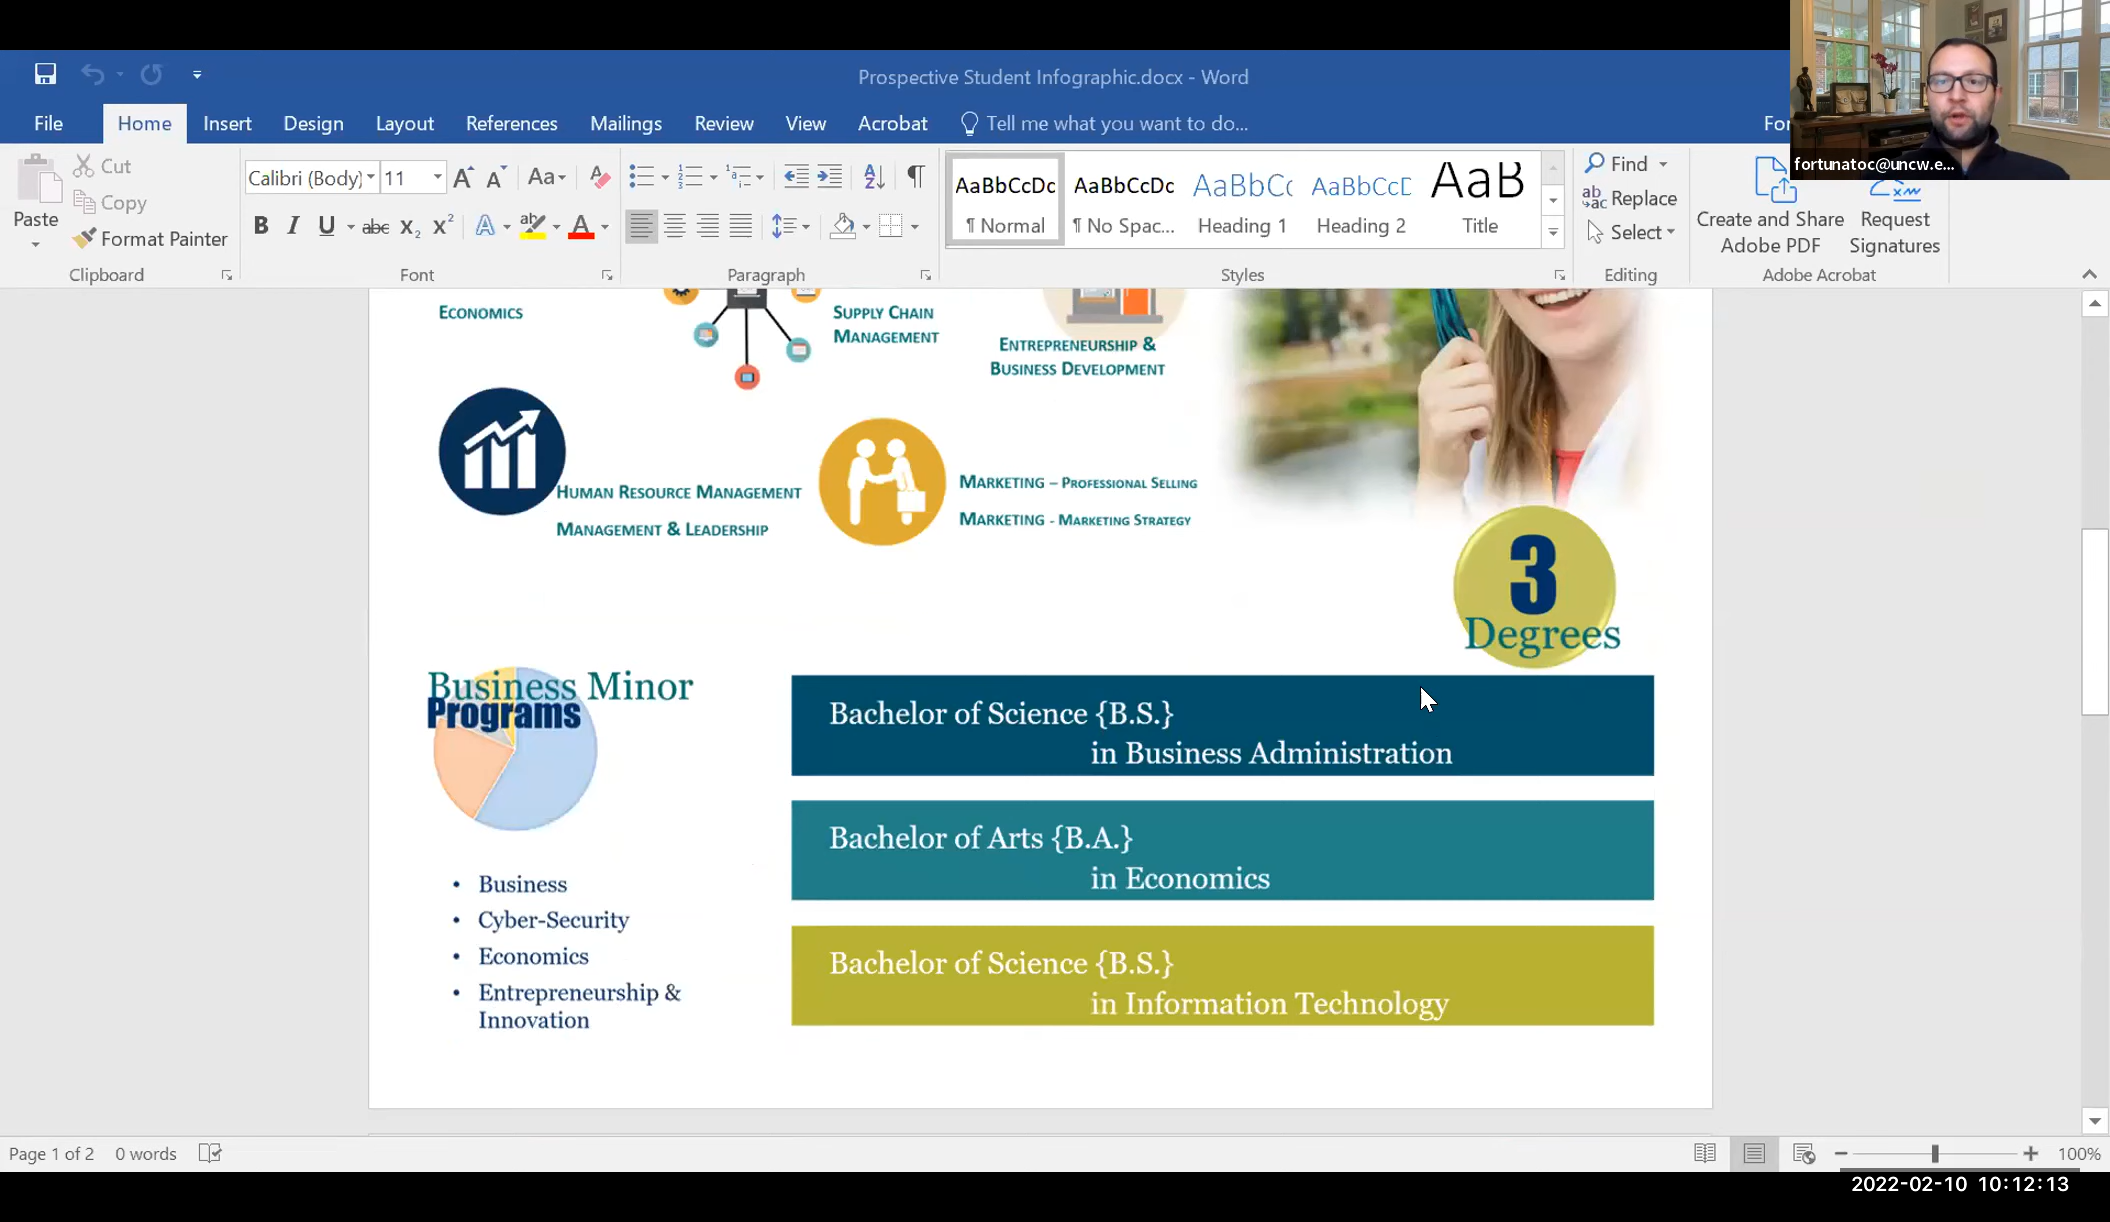 Prospective Student Infographic.docx - Word
File Home Insert Design Layout References Mailings Review View Acrobat Tell me what you want to do... For
fortunatoc@uncw.e...
Paste
Cut
Copy
Format Painter
Clipboard
Calibri (Body) 11
Font
Paragraph
AaBbCcDc AaBbCcDc AaBbCc AaBbCcD AaB
¶ Normal ¶ No Spac... Heading 1 Heading 2 Title
Styles
Find
Replace
Select
Editing
Create and Share
Adobe PDF
Request
Signatures
Adobe Acrobat
ECONOMICS
SUPPLY CHAIN
MANAGEMENT
ENTREPRENEURSHIP &
BUSINESS DEVELOPMENT
HUMAN RESOURCE MANAGEMENT
MANAGEMENT & LEADERSHIP
MARKETING – PROFESSIONAL SELLING
MARKETING - MARKETING STRATEGY
3
Degrees
Business Minor
Programs
• Business
• Cyber-Security
• Economics
• Entrepreneurship &
Innovation
Bachelor of Science {B.S.}
in Business Administration
Bachelor of Arts {B.A.}
in Economics
Bachelor of Science {B.S.}
in Information Technology
Page 1 of 2 0 words
100%
2022-02-10 10:12:13